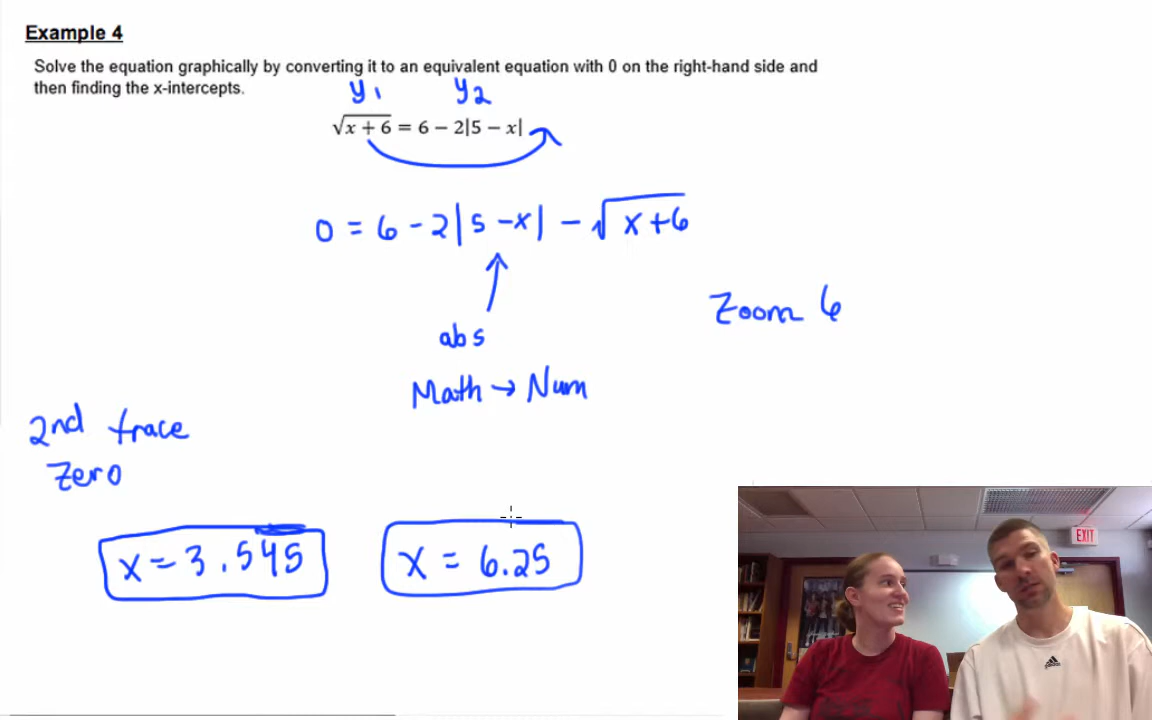 Example 4
Solve the equation graphically by converting it to an equivalent equation with 0 on the right-hand side and
then finding the x-intercepts.
y1 y2
√x + 6 = 6 − 2|5 − x|
0 = 6 - 2|5 - x| - √x+6
Zoom 6
abs
Math → Num
2nd trace
Zero
x = 3.545
x = 6.25
EXIT